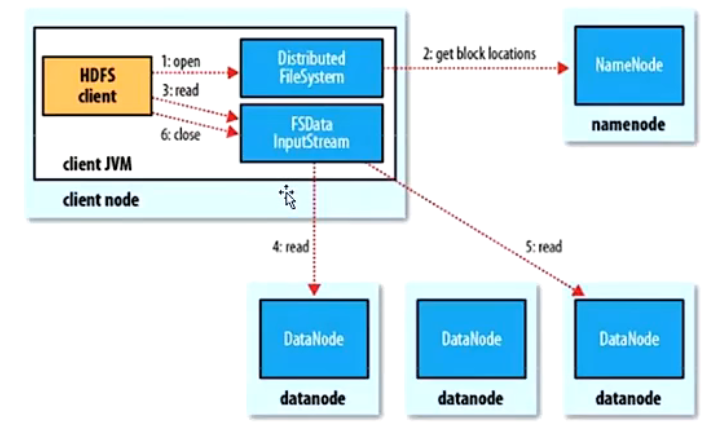 1: open
HDFS
client
3: read
6: close
Distributed
FileSystem
FSData
InputStream
client JVM
client node
2: get block locations
NameNode
namenode
4: read
5: read
DataNode
datanode
DataNode
datanode
DataNode
datanode